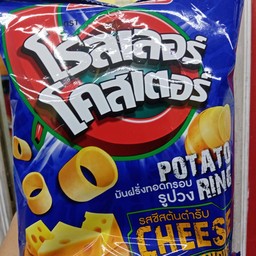 โรลเลอร์
โคสเตอร์
POTATO
RING
มันฝรั่งทอดกรอบ
รูปวง
รสชีสต้นตำรับ
CHEESE